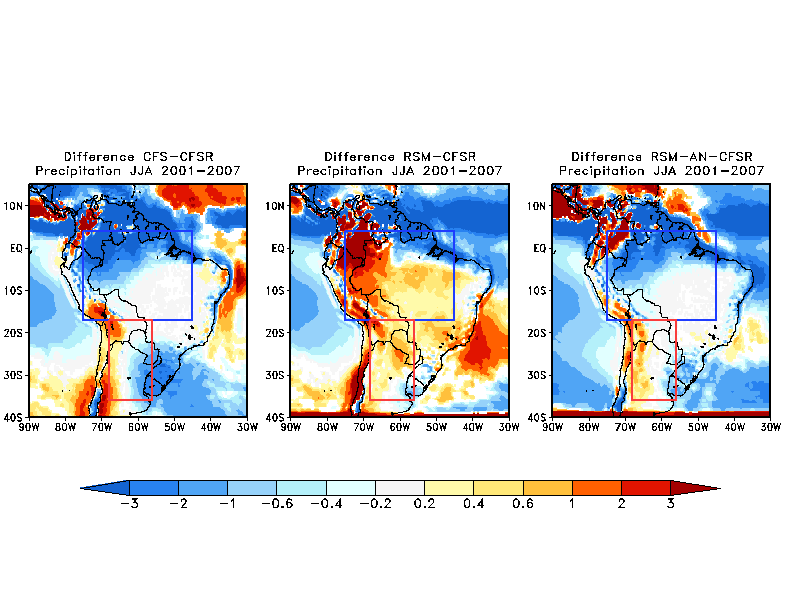 Difference CFS-CFSR
Precipitation JJA 2001-2007
Difference RSM-CFSR
Precipitation JJA 2001-2007
Difference RSM-AN-CFSR
Precipitation JJA 2001-2007
10N
EQ
10S
20S
30S
40S
90W 80W 70W 60W 50W 40W 30W
10N
EQ
10S
20S
30S
40S
90W 80W 70W 60W 50W 40W 30W
10N
EQ
10S
20S
30S
40S
90W 80W 70W 60W 50W 40W 30W
-3 -2 -1 -0.6 -0.4 -0.2 0.2 0.4 0.6 1 2 3